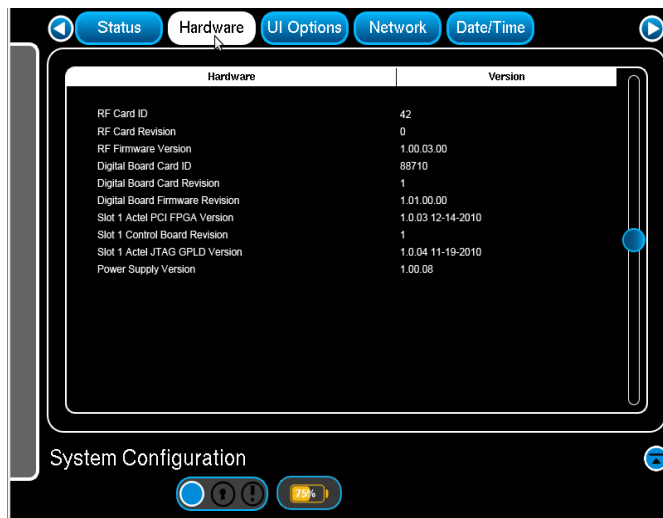 Status Hardware UI Options Network Date/Time
Hardware Version
RF Card ID 42
RF Card Revision 0
RF Firmware Version 1.00.03.00
Digital Board Card ID 88710
Digital Board Card Revision 1
Digital Board Firmware Revision 1.01.00.00
Slot 1 Actel PCI FPGA Version 1.0.03 12-14-2010
Slot 1 Control Board Revision 1
Slot 1 Actel JTAG GPLD Version 1.0.04 11-19-2010
Power Supply Version 1.00.08
System Configuration
75%